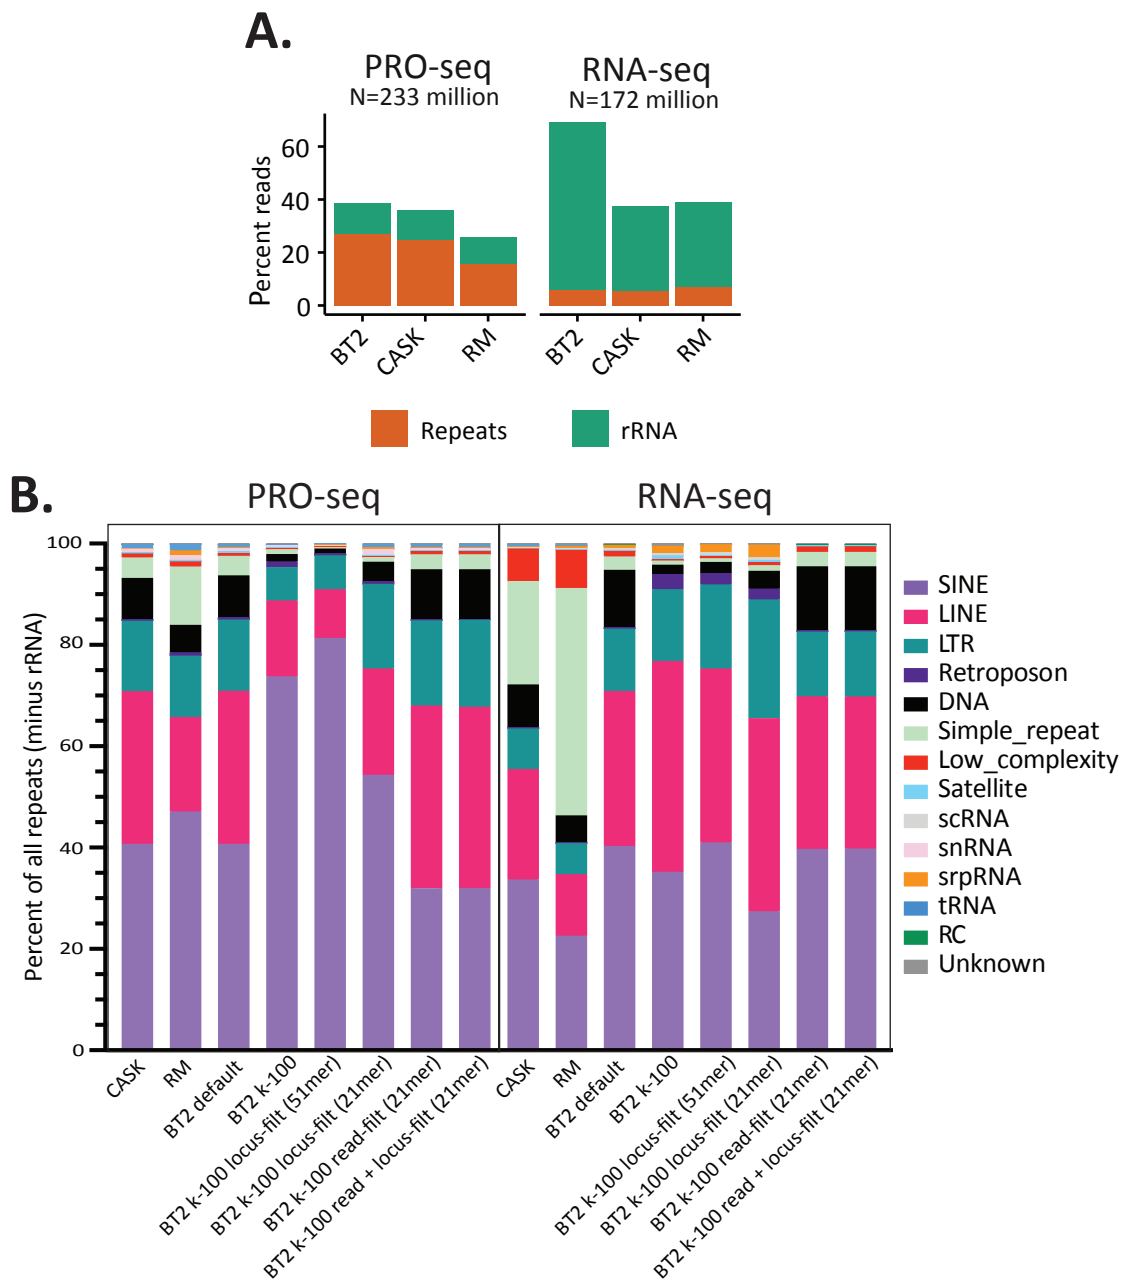 A.
PRO-seq
N=233 million
RNA-seq
N=172 million
Percent reads
60
40
20
0
BT2
CASK
RM
BT2
CASK
RM
Repeats
rRNA
B.
PRO-seq
RNA-seq
Percent of all repeats (minus rRNA)
100
80
60
40
20
0
CASK
RM
BT2 default
BT2 k-100
BT2 k-100 locus-filt (51mer)
BT2 k-100 locus-filt (21mer)
BT2 k-100 read-filt (21mer)
BT2 k-100 read + locus-filt (21mer)
CASK
RM
BT2 default
BT2 k-100
BT2 k-100 locus-filt (51mer)
BT2 k-100 locus-filt (21mer)
BT2 k-100 read-filt (21mer)
BT2 k-100 read + locus-filt (21mer)
SINE
LINE
LTR
Retroposon
DNA
Simple_repeat
Low_complexity
Satellite
scRNA
snRNA
srpRNA
tRNA
RC
Unknown